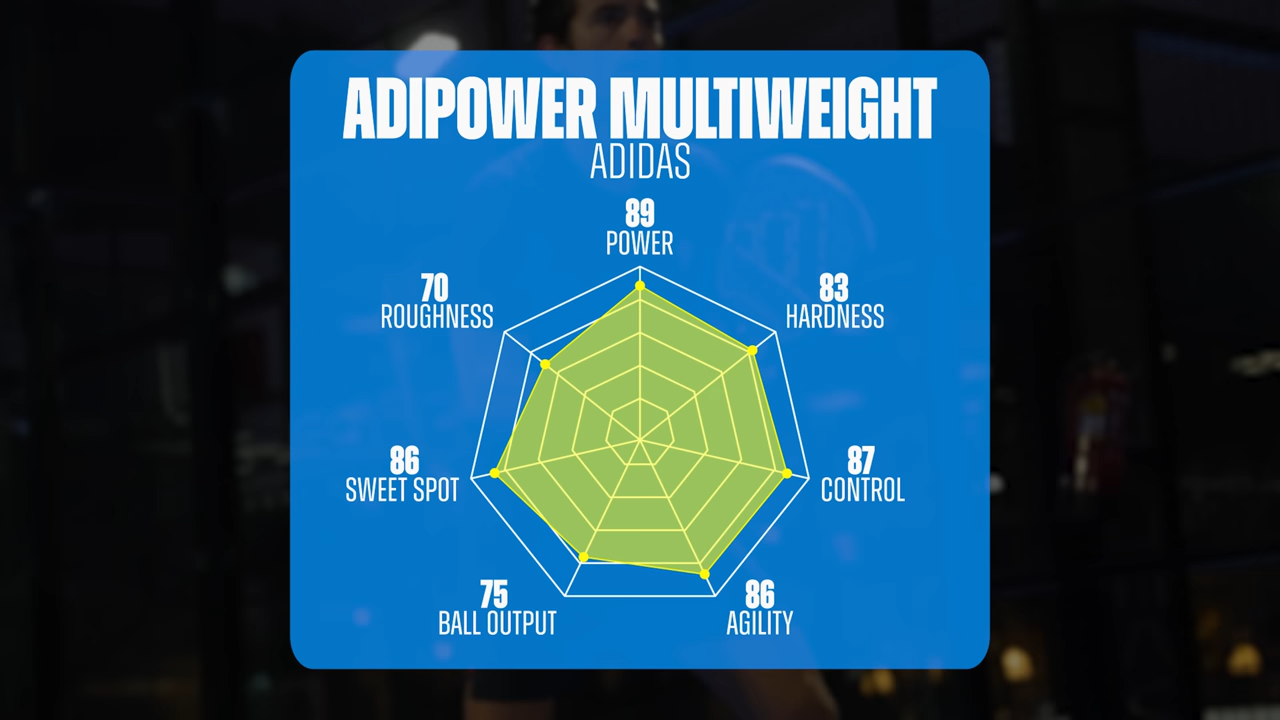 ADIPOWER MULTIWEIGHT
ADIDAS
89
POWER
70
ROUGHNESS
83
HARDNESS
86
SWEET SPOT
87
CONTROL
75
BALL OUTPUT
86
AGILITY